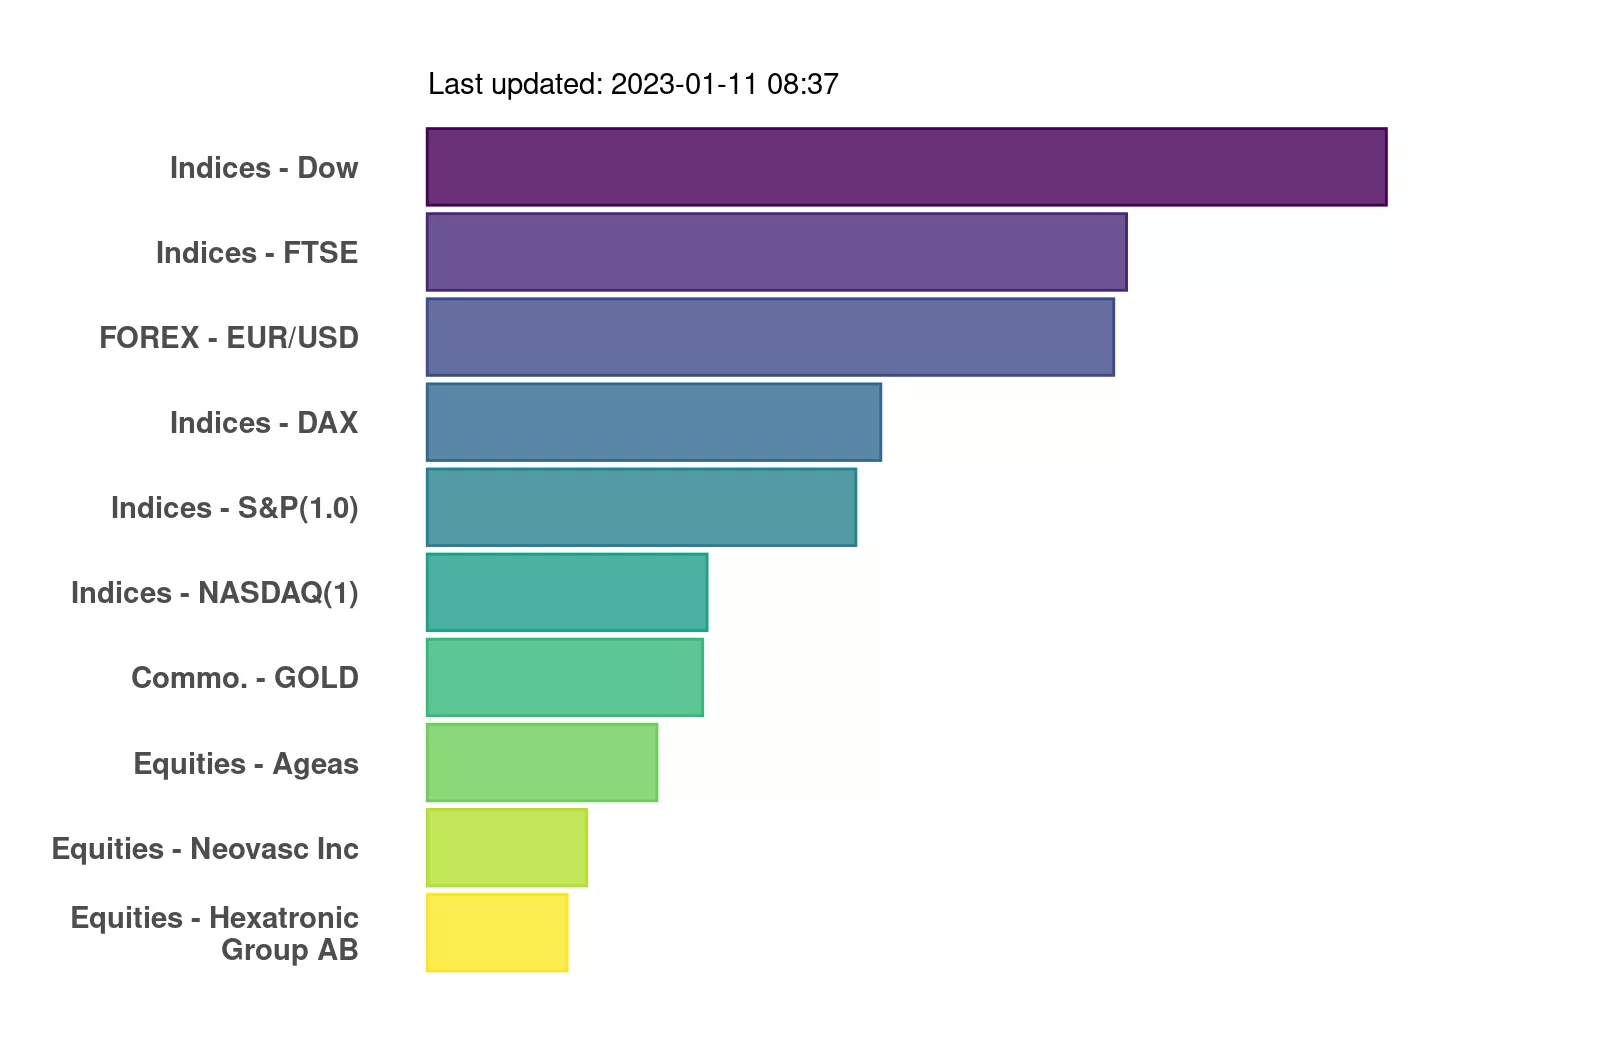 Last updated: 2023-01-11 08:37
Indices - Dow
Indices - FTSE
FOREX - EUR/USD
Indices - DAX
Indices - S&P(1.0)
Indices - NASDAQ(1)
Commo. - GOLD
Equities - Ageas
Equities - Neovasc Inc
Equities - Hexatronic
Group AB